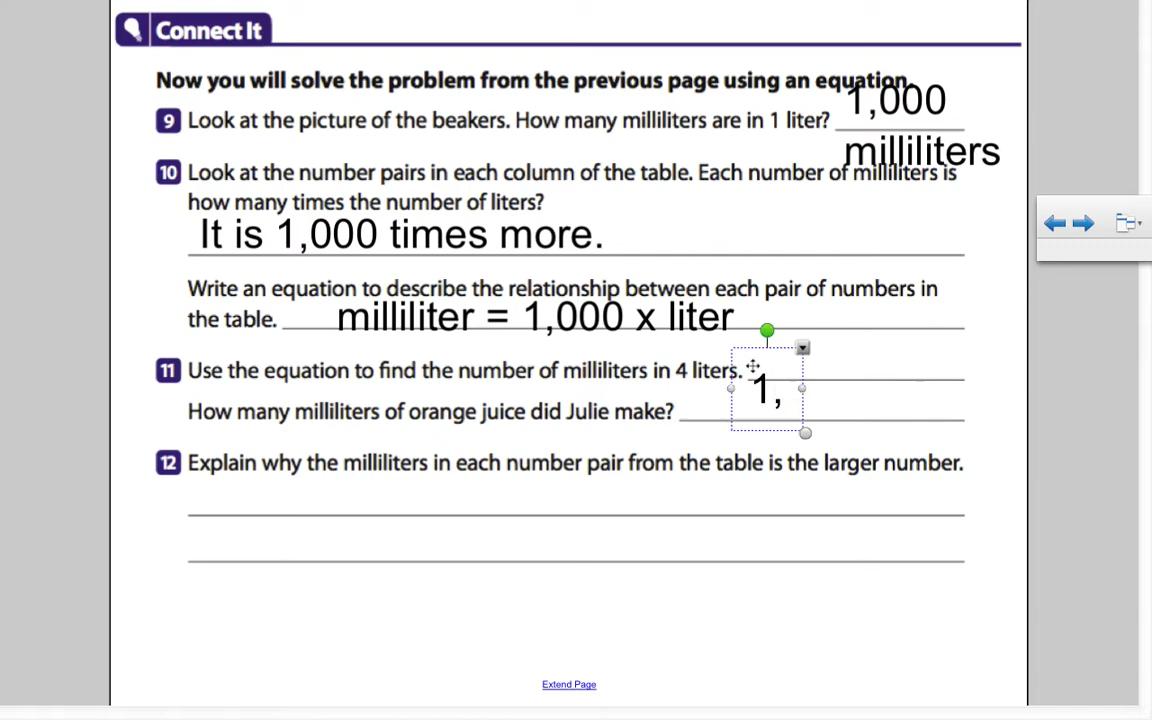 Connect It
Now you will solve the problem from the previous page using an equation.
9 Look at the picture of the beakers. How many milliliters are in 1 liter? 1,000
milliliters
10 Look at the number pairs in each column of the table. Each number of milliliters is
how many times the number of liters?
It is 1,000 times more.
Write an equation to describe the relationship between each pair of numbers in
the table. milliliter = 1,000 x liter
11 Use the equation to find the number of milliliters in 4 liters.
1,
How many milliliters of orange juice did Julie make?
12 Explain why the milliliters in each number pair from the table is the larger number.
Extend Page